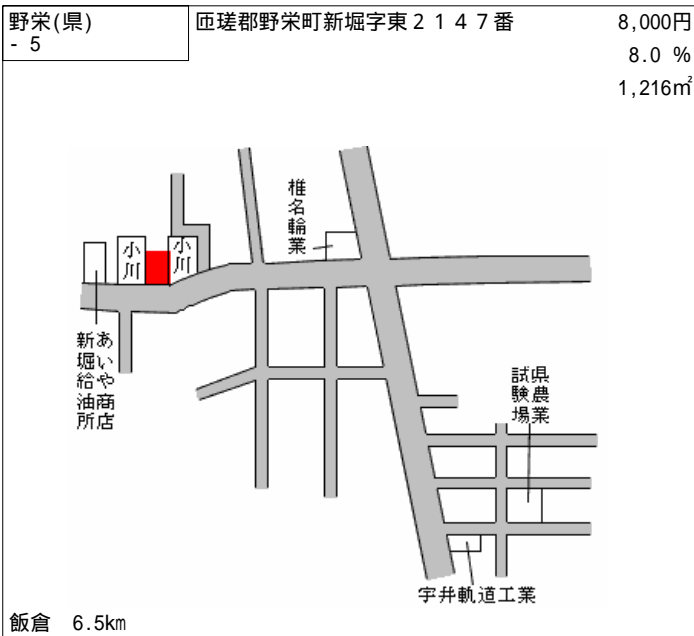 野栄(県)
- 5
匝瑳郡野栄町新堀字東２１４７番
8,000円
8.0 %
1,216㎡
椎名輪業
小川
小川
あいや商店
新堀給油所
県農業
試験場
宇井軌道工業
飯倉 6.5km